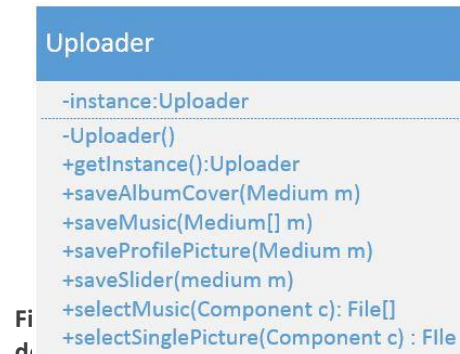 Uploader
-instance:Uploader
-Uploader()
+getInstance():Uploader
+saveAlbumCover(Medium m)
+saveMusic(Medium[] m)
+saveProfilePicture(Medium m)
+saveSlider(medium m)
+selectMusic(Component c): File[]
+selectSinglePicture(Component c) : FIle